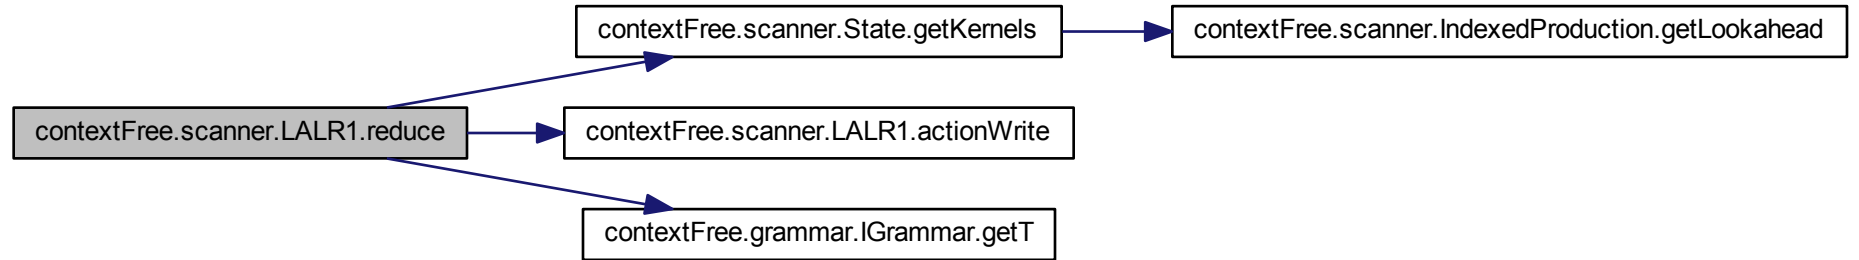 contextFree.scanner.State.getKernels
contextFree.scanner.IndexedProduction.getLookahead
contextFree.scanner.LALR1.reduce
contextFree.scanner.LALR1.actionWrite
contextFree.grammar.IGrammar.getT